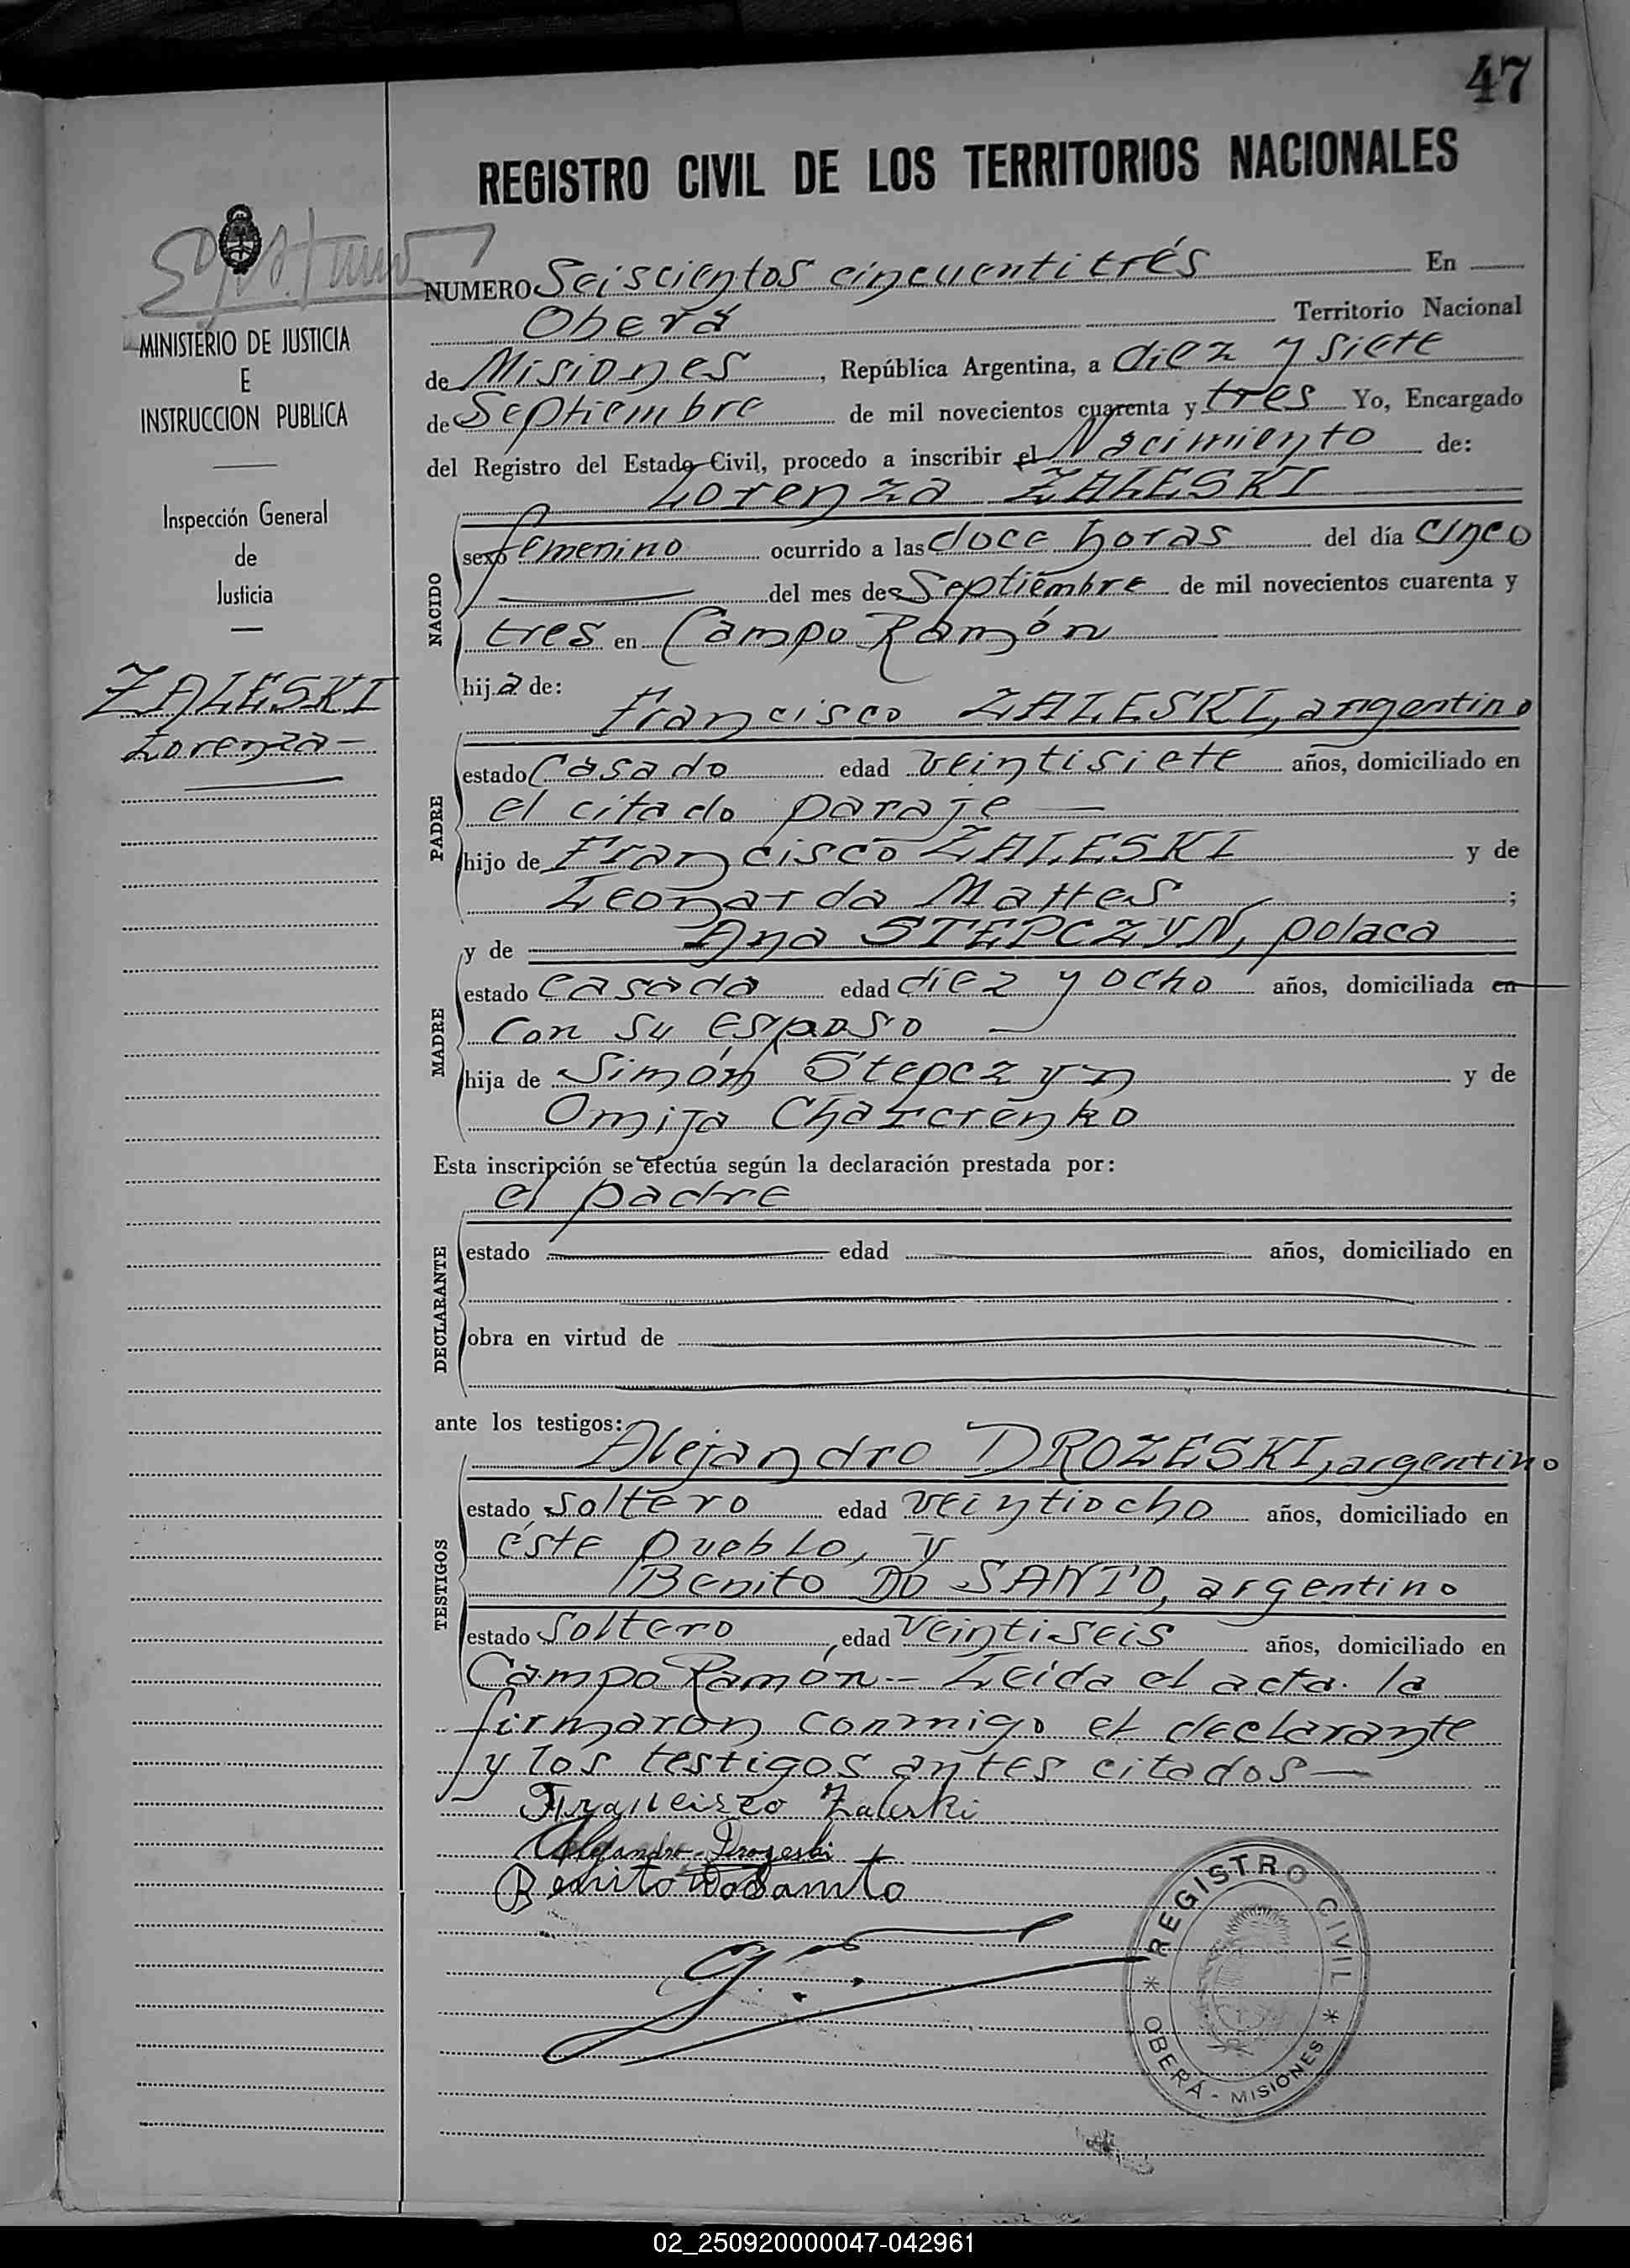 47
REGISTRO CIVIL DE LOS TERRITORIOS NACIONALES
MINISTERIO DE JUSTICIA
E
INSTRUCCION PUBLICA
Inspección General
de
Justicia
ZALESKI
Lorenza
NUMERO Seiscientos cincuentitrés En
Oberá Territorio Nacional
de Misiones, República Argentina, a diez y siete
de Septiembre de mil novecientos cuarenta y tres Yo, Encargado
del Registro del Estado Civil, procedo a inscribir el Nacimiento de:
Lorenza ZALESKI
NACIDO
sexo femenino ocurrido a las doce horas del día cinco
del mes de Septiembre de mil novecientos cuarenta y
tres en Campo Ramón
hija de:
Francisco ZALESKI, argentino
PADRE
estado Casado edad veintisiete años, domiciliado en
el citado paraje
hijo de Francisco ZALESKI y de
Leonarda Mattes ;
y de Ana STEPCZYN, polaca
MADRE
estado casada edad diez y ocho años, domiciliada en
con su esposo
hija de Simón Stepczyn y de
Omija Charcrenko
Esta inscripción se efectúa según la declaración prestada por:
el padre
DECLARANTE
estado edad años, domiciliado en
obra en virtud de
ante los testigos:
Alejandro DROZESKI, argentino
TESTIGOS
estado soltero edad veintiocho años, domiciliado en
éste pueblo, y
Benito DO SANTO, argentino
estado soltero, edad veintiseis años, domiciliado en
Campo Ramón.- Leida el acta. la
firmaron conmigo el declarante
y los testigos antes citados
Francisco Zaleski
Alejandro Drozeski
Benito Do Santo
REGISTRO CIVIL
OBERÁ - MISIONES
02_250920000047-042961